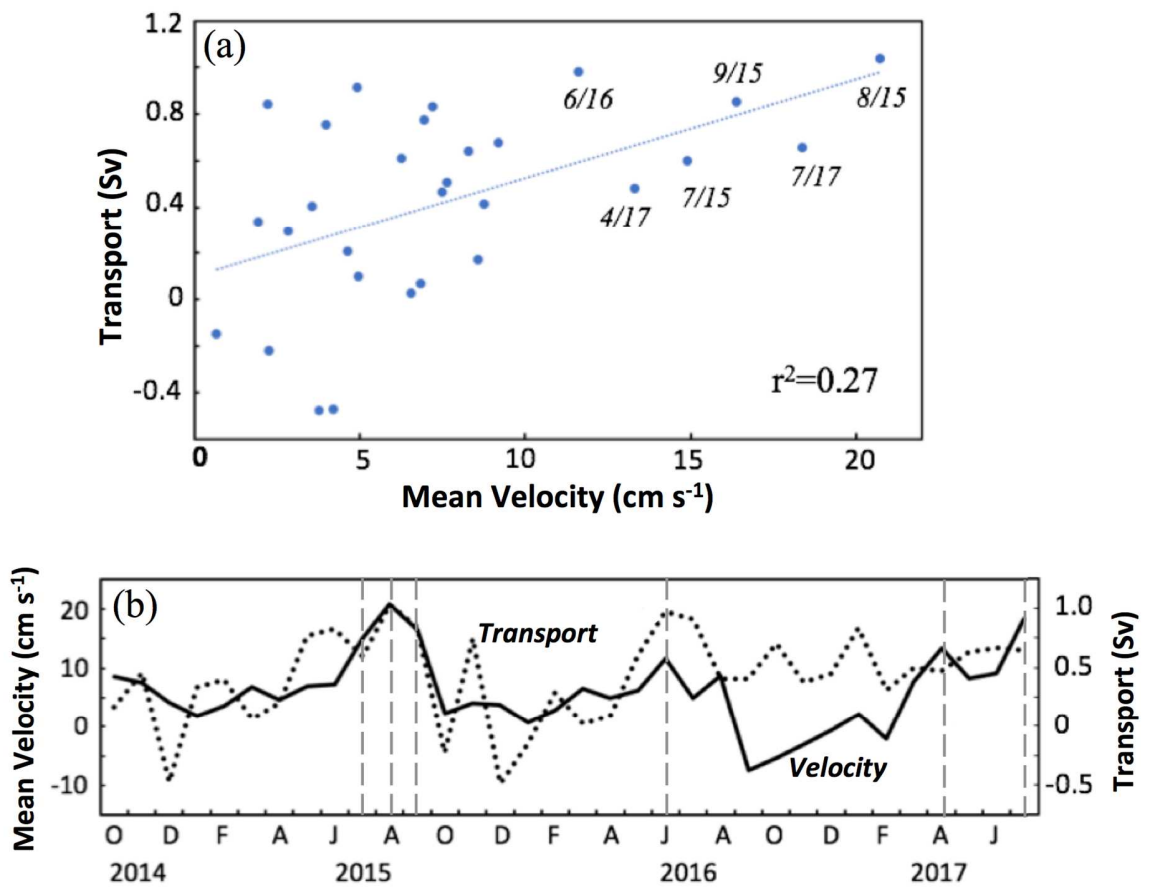 (a)
Transport (Sv)
1.2
0.8
0.4
0
-0.4
6/16
9/15
8/15
4/17
7/15
7/17
r²=0.27
0 5 10 15 20
Mean Velocity (cm s⁻¹)
(b)
Mean Velocity (cm s⁻¹)
20
10
0
-10
Transport
Velocity
1.0
0.5
0
-0.5
Transport (Sv)
O D F A J A O D F A J A O D F A J
2014 2015 2016 2017